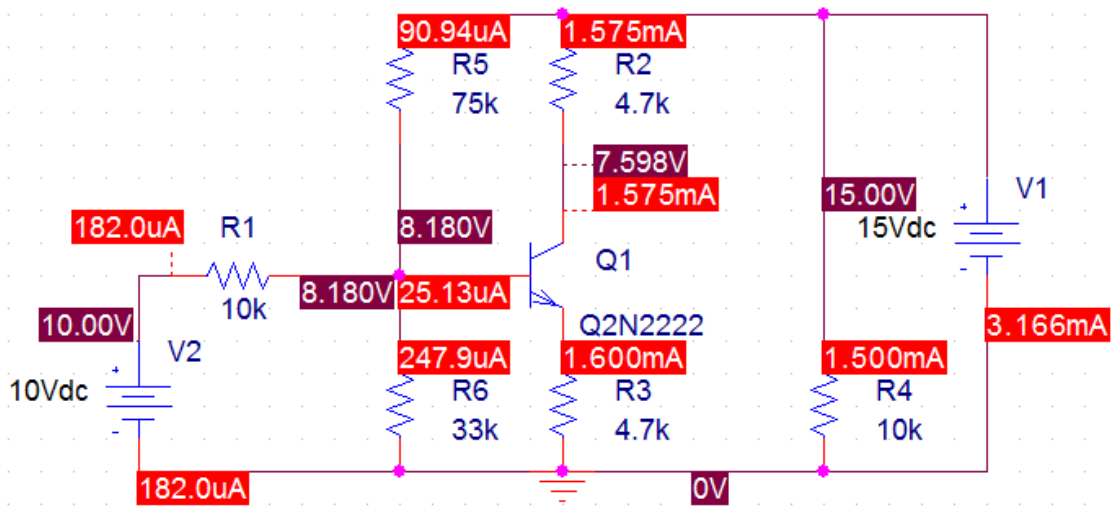 90.94uA 1.575mA
R5 R2
75k 4.7k
7.598V
1.575mA 15.00V V1
182.0uA R1 8.180V 15Vdc
+
-
Q1
8.180V 25.13uA
10k
10.00V Q2N2222 3.166mA
V2 247.9uA 1.600mA 1.500mA
+
10Vdc R6 R3 R4
-
33k 4.7k 10k
182.0uA 0V